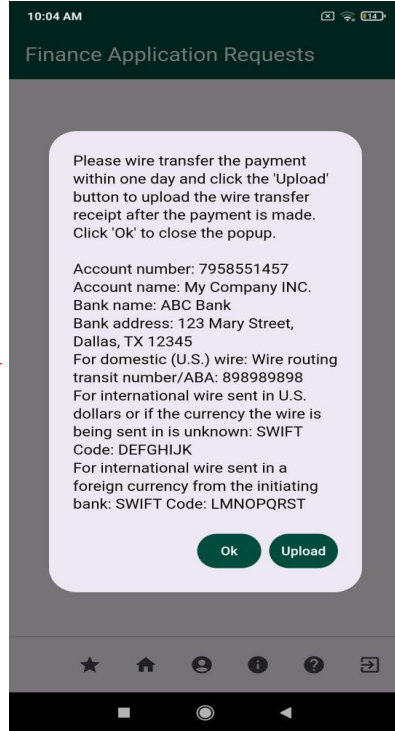 10:04 AM
14
Finance Application Requests
Please wire transfer the payment
within one day and click the 'Upload'
button to upload the wire transfer
receipt after the payment is made.
Click 'Ok' to close the popup.
Account number: 7958551457
Account name: My Company INC.
Bank name: ABC Bank
Bank address: 123 Mary Street,
Dallas, TX 12345
For domestic (U.S.) wire: Wire routing
transit number/ABA: 898989898
For international wire sent in U.S.
dollars or if the currency the wire is
being sent in is unknown: SWIFT
Code: DEFGHIJK
For international wire sent in a
foreign currency from the initiating
bank: SWIFT Code: LMNOPQRST
Ok Upload